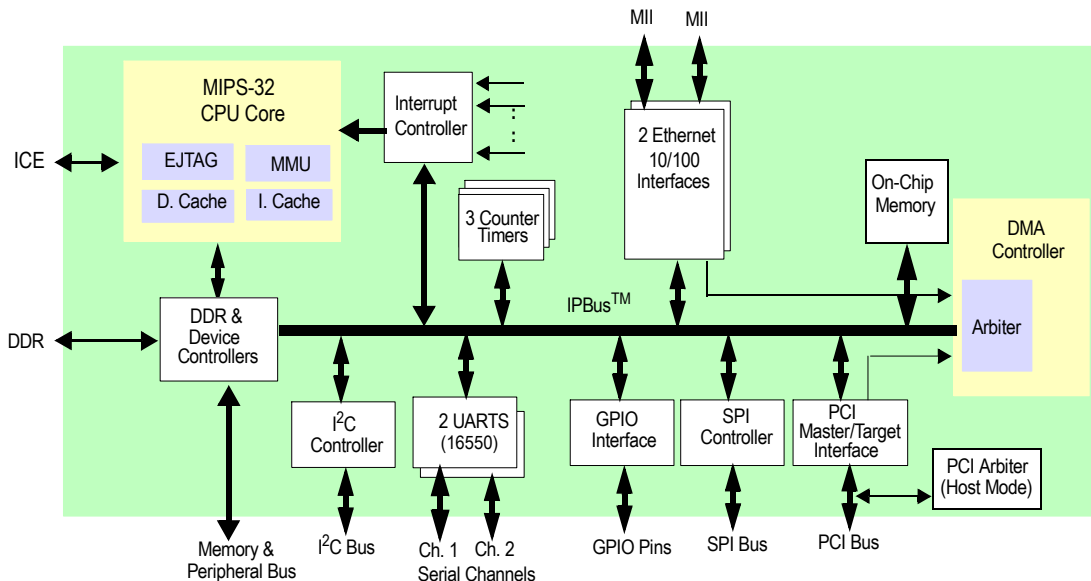 MII
MII
MIPS-32
CPU Core
EJTAG
MMU
D. Cache
I. Cache
Interrupt
Controller
:
:
2 Ethernet
10/100
Interfaces
ICE
3 Counter
Timers
On-Chip
Memory
DMA
Controller
Arbiter
IPBus™
DDR
DDR &
Device
Controllers
I²C
Controller
2 UARTS
(16550)
GPIO
Interface
SPI
Controller
PCI
Master/Target
Interface
PCI Arbiter
(Host Mode)
Memory &
Peripheral Bus
I²C Bus
Ch. 1
Ch. 2
Serial Channels
GPIO Pins
SPI Bus
PCI Bus